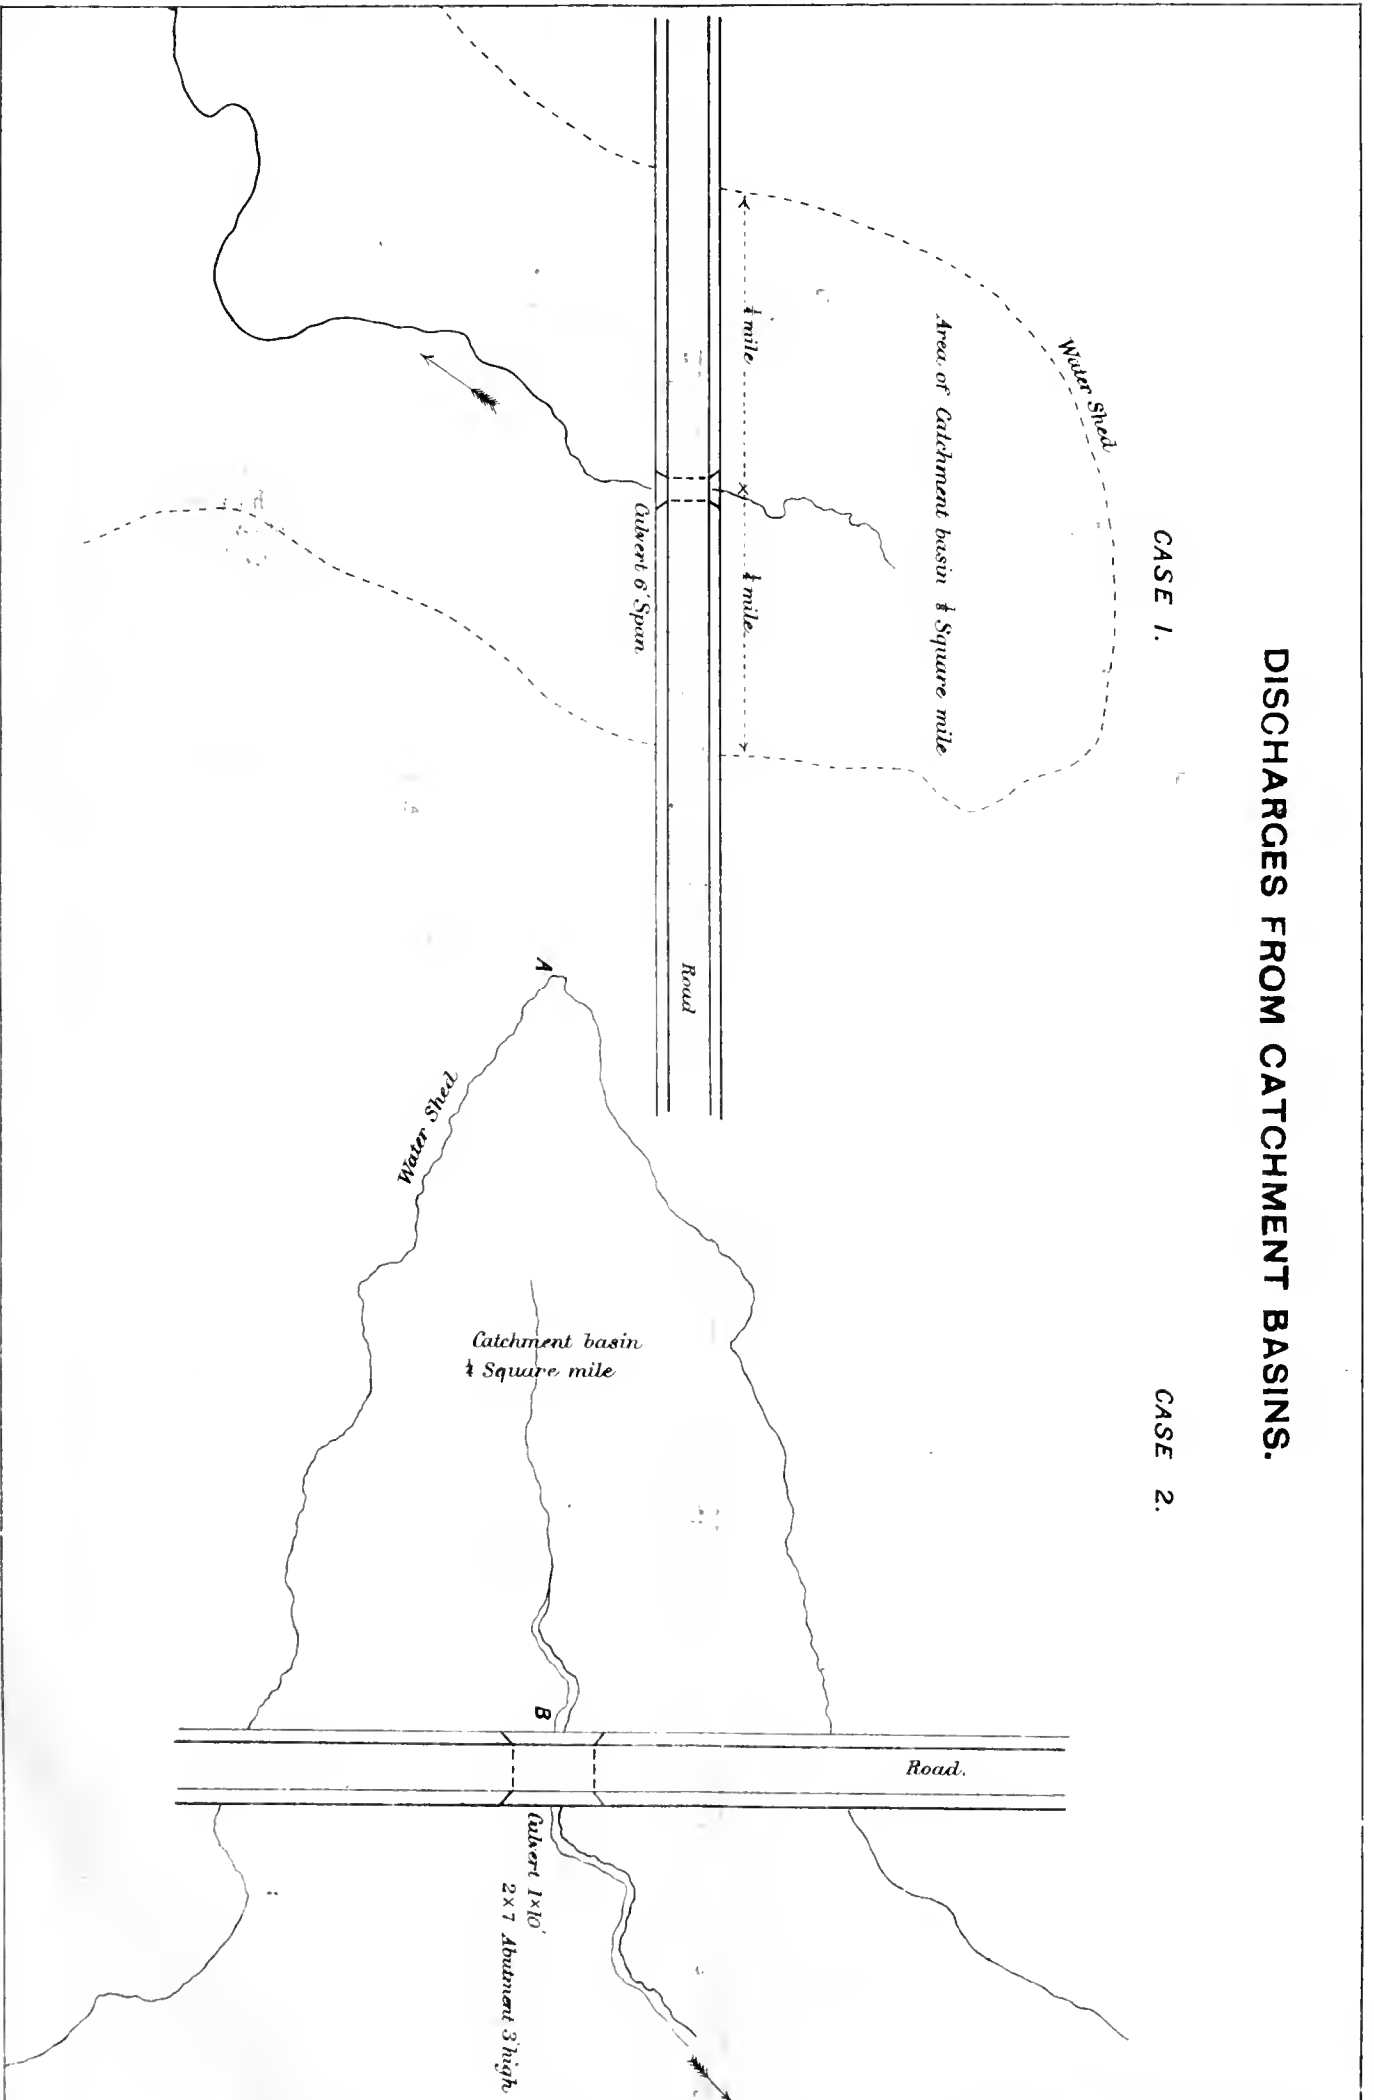 DISCHARGES FROM CATCHMENT BASINS.
CASE 1.
Water Shed
Area of Catchment basin ⅛ Square mile
¼ mile
¼ mile
Culvert 6' Span
Road
CASE 2.
A
Water Shed
Catchment basin
¼ Square mile
B
Road.
Culvert 1×10'
2×7 Abutment 3' high